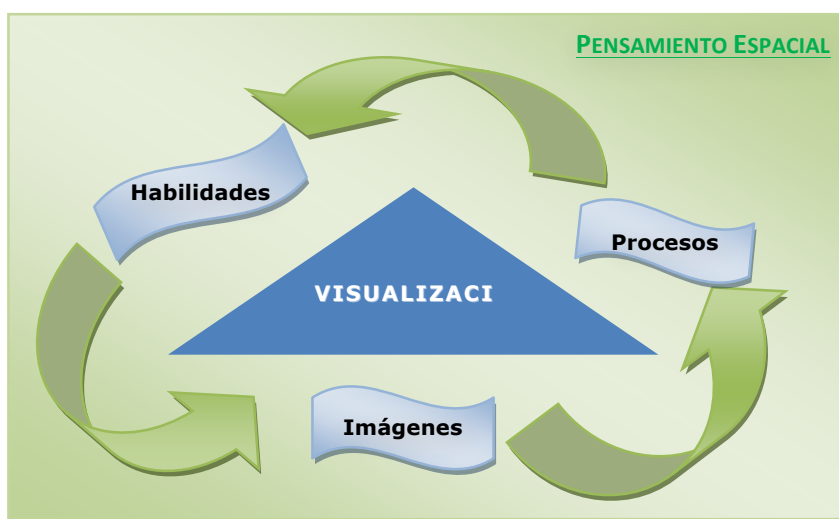 PENSAMIENTO ESPACIAL
Habilidades
Procesos
VISUALIZACI
Imágenes